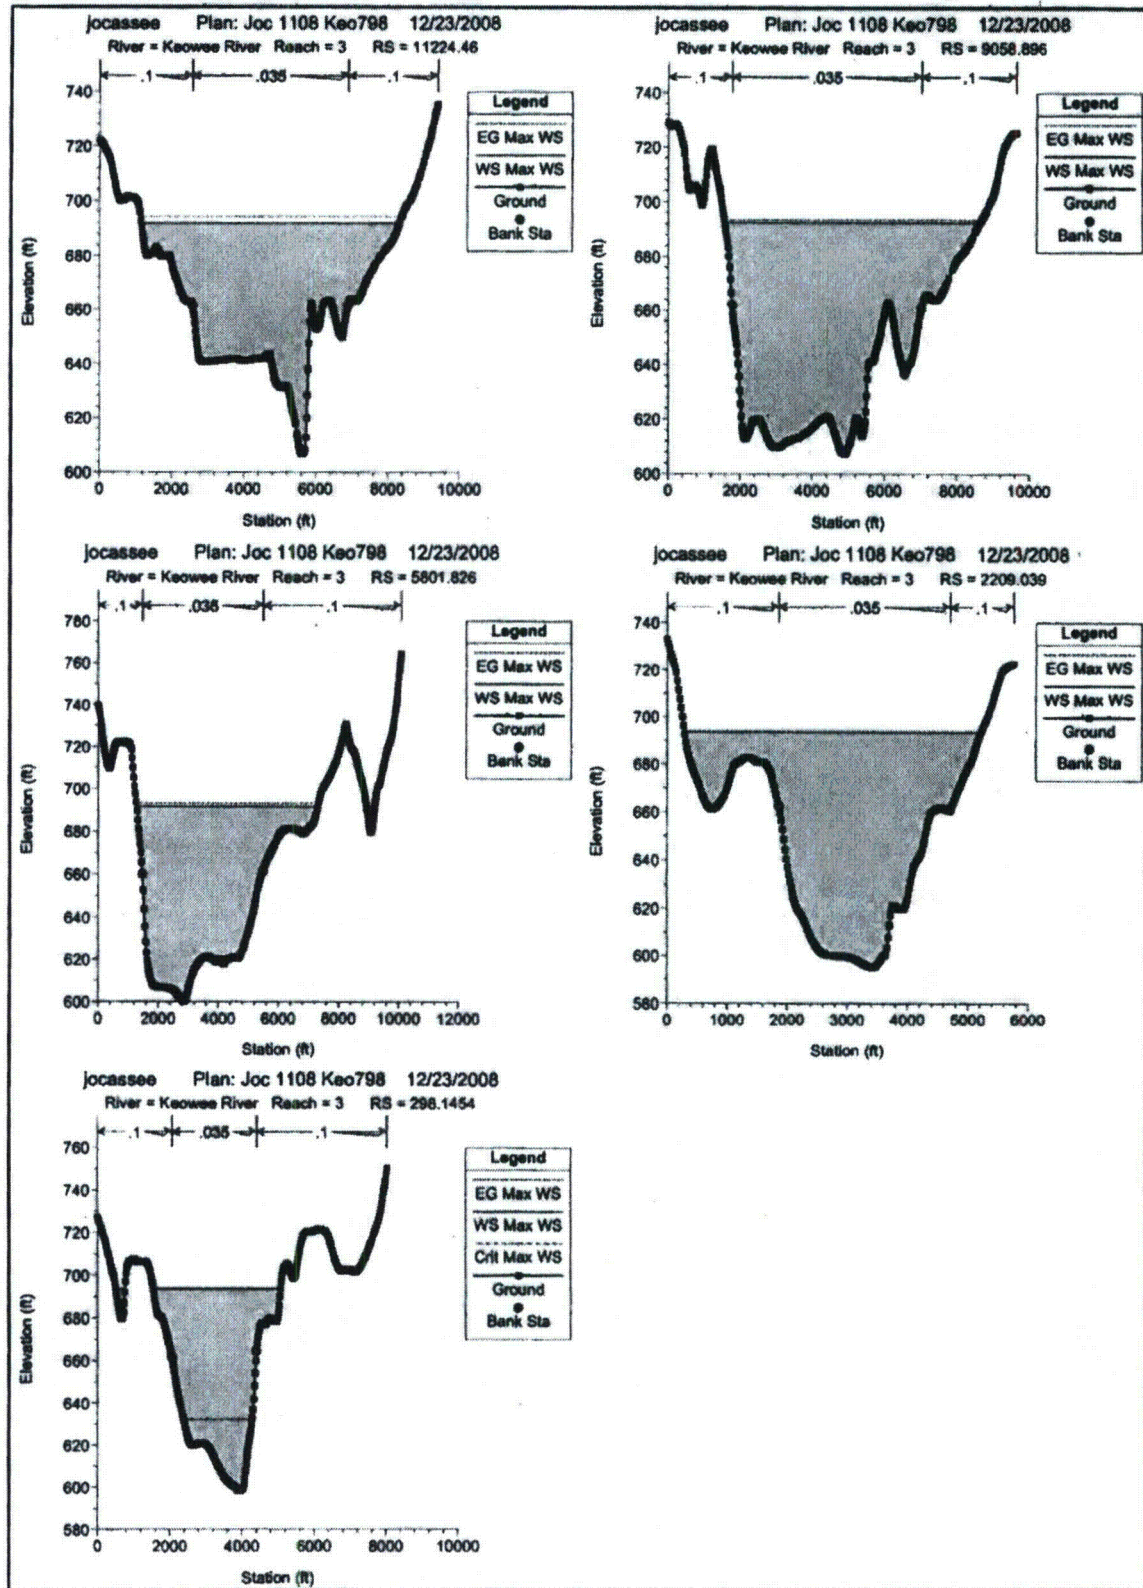 jocassee Plan: Joc 1108 Keo798 12/23/2008
River = Keowee River Reach = 3 RS = 11224.46
.1 .035 .1
Legend
EG Max WS
WS Max WS
Ground
Bank Sta
740
720
700
680
660
640
620
600
Elevation (ft)
0 2000 4000 6000 8000 10000
Station (ft)
jocassee Plan: Joc 1108 Keo798 12/23/2008
River = Keowee River Reach = 3 RS = 9058.896
.1 .035 .1
Legend
EG Max WS
WS Max WS
Ground
Bank Sta
740
720
700
680
660
640
620
600
Elevation (ft)
0 2000 4000 6000 8000 10000
Station (ft)
jocassee Plan: Joc 1108 Keo798 12/23/2008
River = Keowee River Reach = 3 RS = 5801.826
.1 .035 .1
Legend
EG Max WS
WS Max WS
Ground
Bank Sta
780
760
740
720
700
680
660
640
620
600
Elevation (ft)
0 2000 4000 6000 8000 10000 12000
Station (ft)
jocassee Plan: Joc 1108 Keo798 12/23/2008
River = Keowee River Reach = 3 RS = 2209.039
.1 .035 .1
Legend
EG Max WS
WS Max WS
Ground
Bank Sta
740
720
700
680
660
640
620
600
580
Elevation (ft)
0 1000 2000 3000 4000 5000 6000
Station (ft)
jocassee Plan: Joc 1108 Keo798 12/23/2008
River = Keowee River Reach = 3 RS = 298.1454
.1 .035 .1
Legend
EG Max WS
WS Max WS
Crit Max WS
Ground
Bank Sta
760
740
720
700
680
660
640
620
600
580
Elevation (ft)
0 2000 4000 6000 8000 10000
Station (ft)